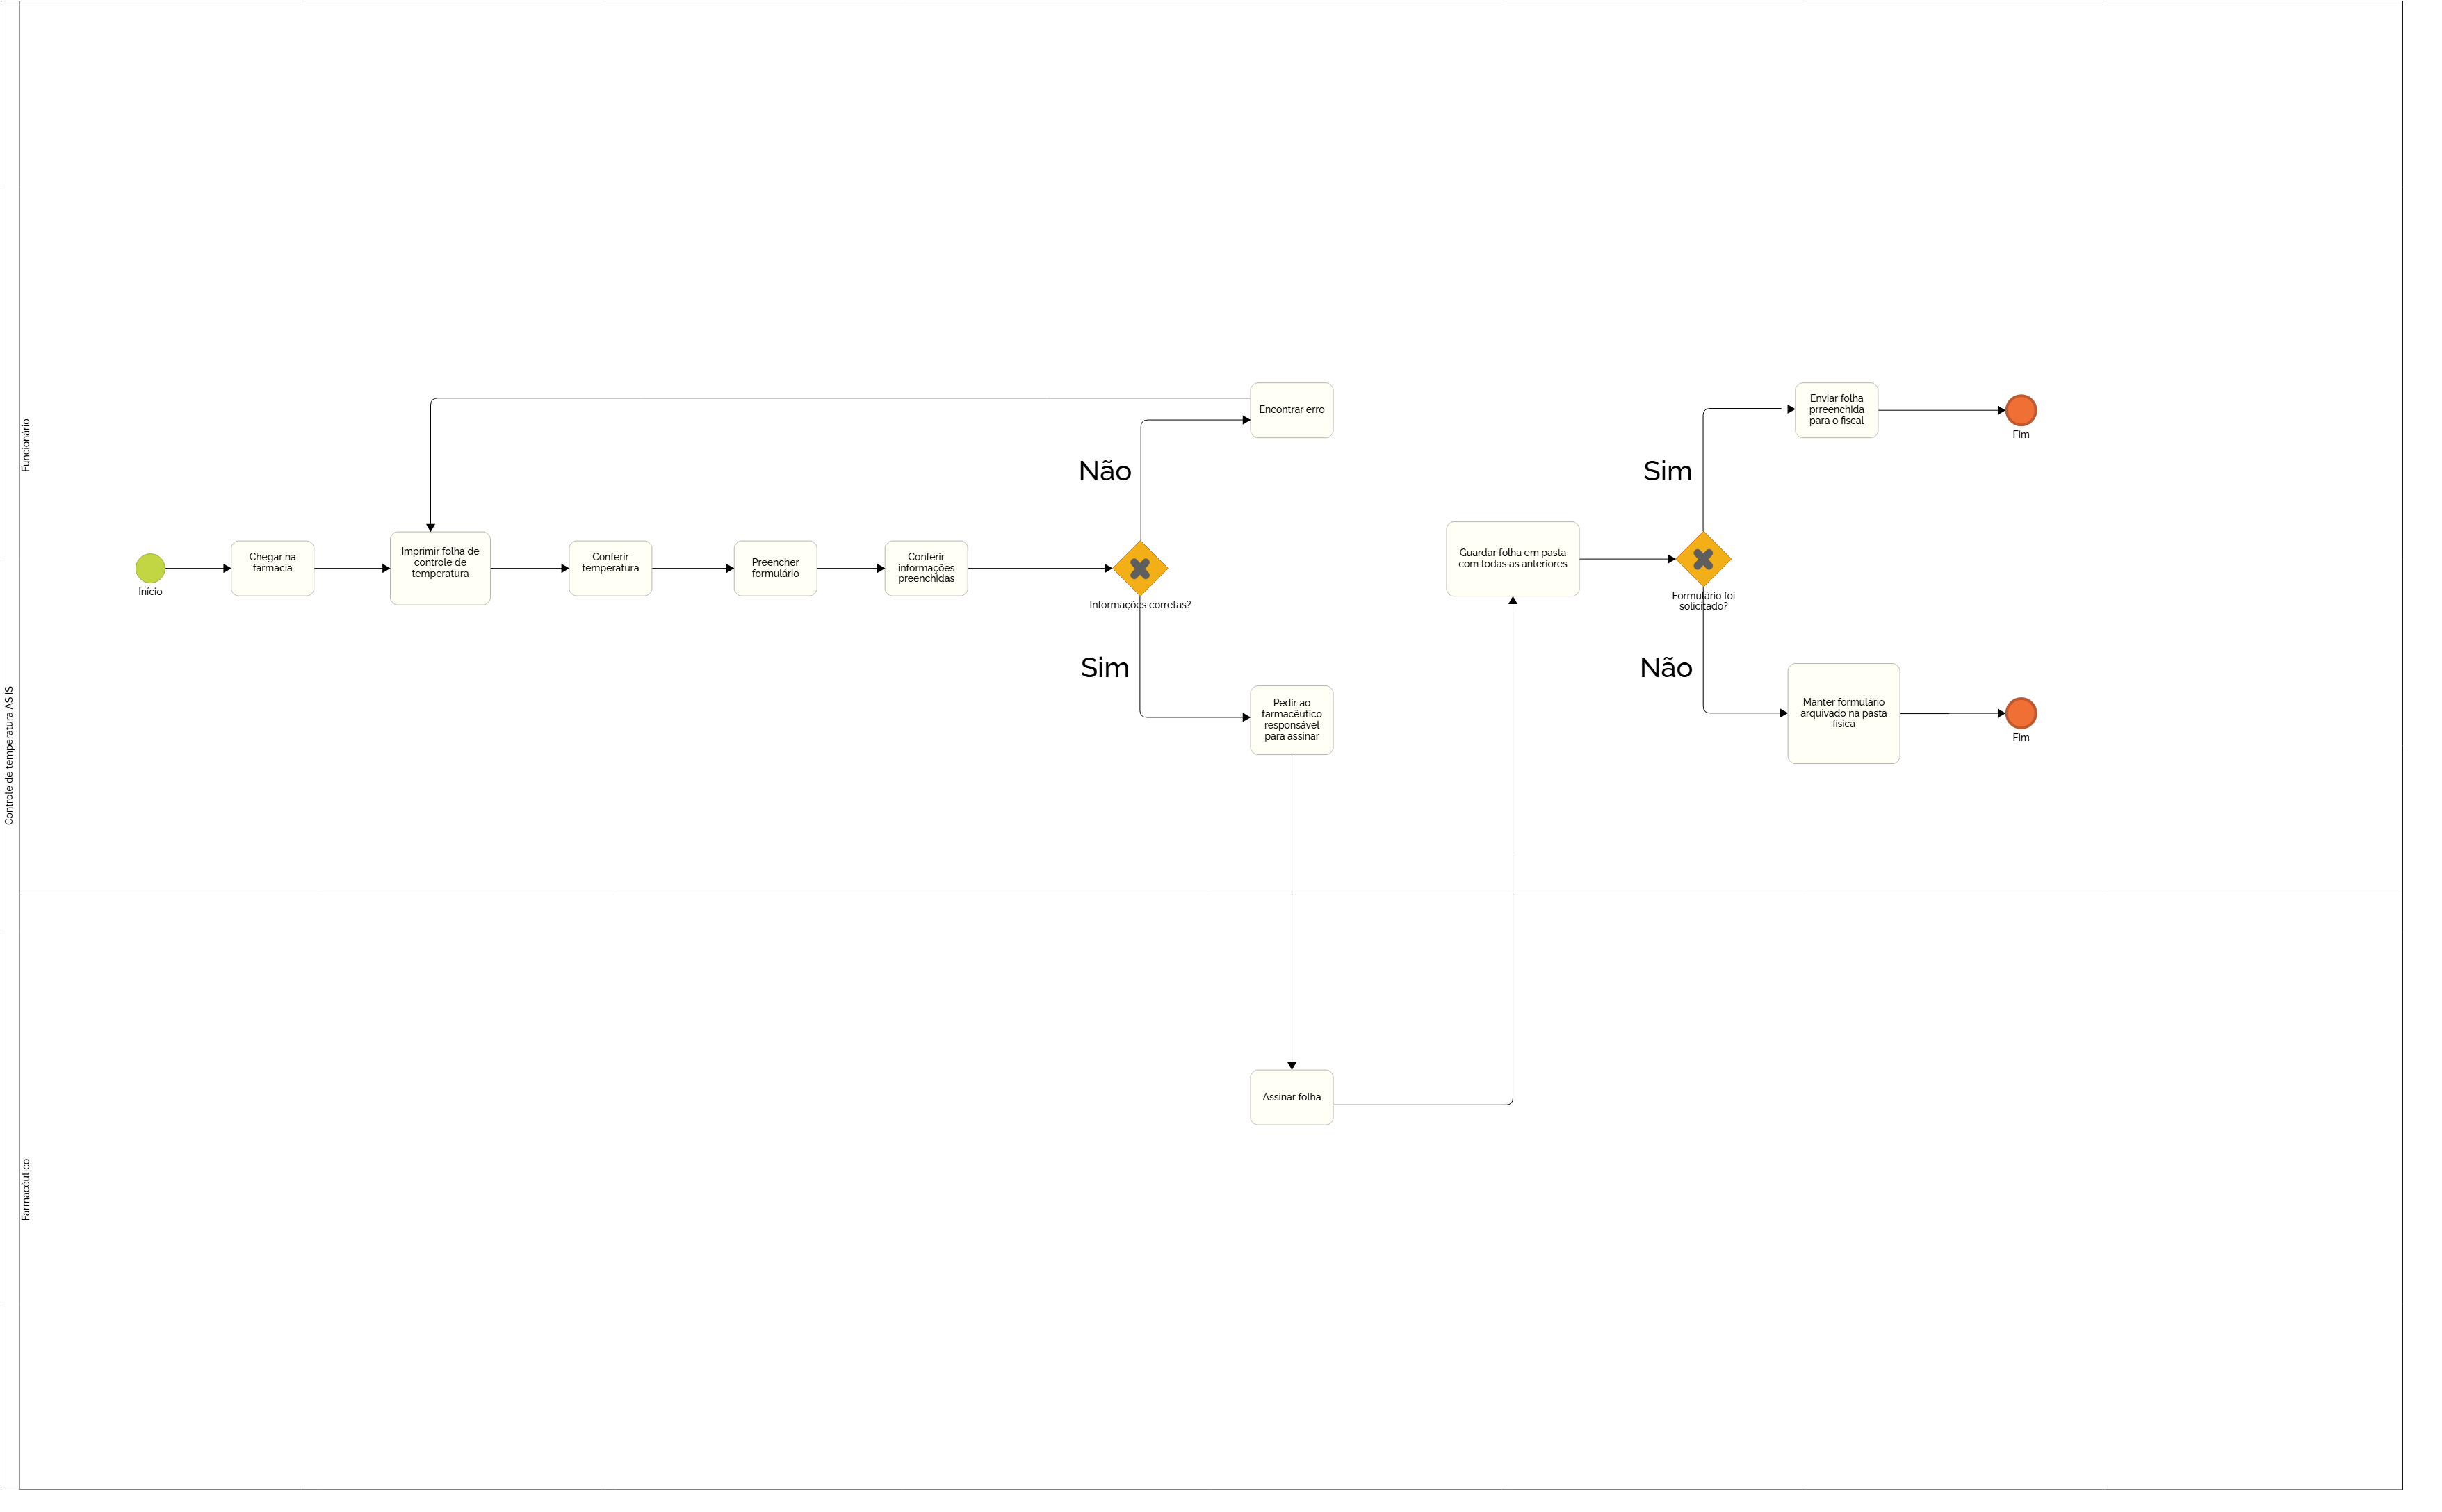 Controle de temperatura AS IS
Funcionário
Início
Chegar na
farmácia
Imprimir folha de
controle de
temperatura
Conferir
temperatura
Preencher
formulário
Conferir
informações
preenchidas
Informações corretas?
Não
Encontrar erro
Sim
Pedir ao
farmacêutico
responsável
para assinar
Guardar folha em pasta
com todas as anteriores
Formulário foi
solicitado?
Sim
Enviar folha
prreenchida
para o fiscal
Fim
Não
Manter formulário
arquivado na pasta
física
Fim
Farmacêutico
Assinar folha